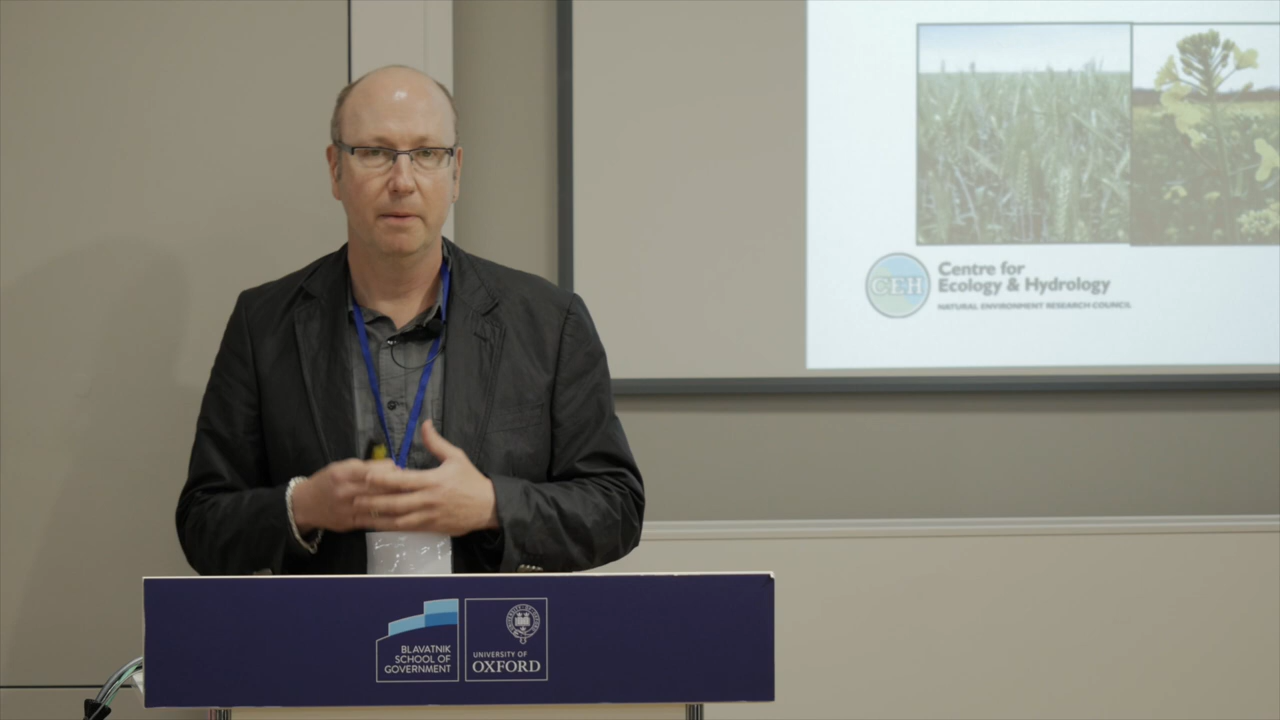 CEH
Centre for
Ecology & Hydrology
NATURAL ENVIRONMENT RESEARCH COUNCIL
BLAVATNIK
SCHOOL OF
GOVERNMENT
UNIVERSITY OF
OXFORD